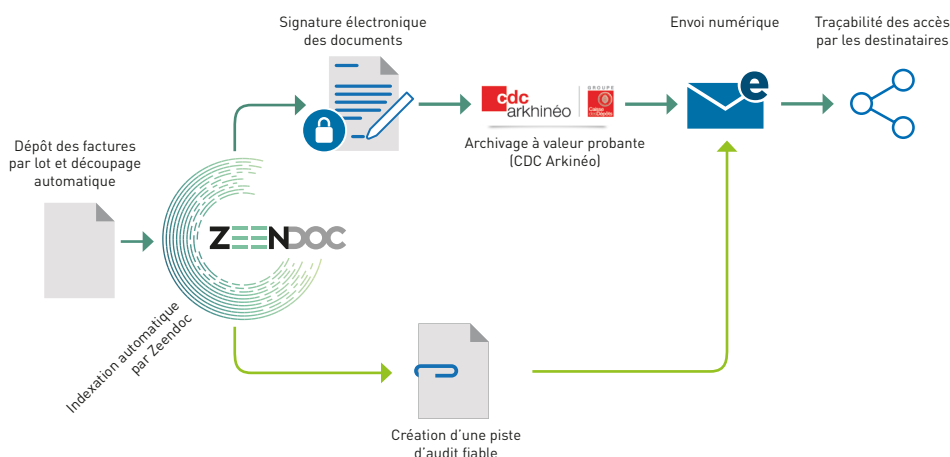 Signature électronique
des documents
Envoi numérique
Traçabilité des accès
par les destinataires
e
cdc
arkhinéo
GROUPE
Caisse
des Dépôts
Archivage à valeur probante
(CDC Arkinéo)
Dépôt des factures
par lot et découpage
automatique
ZEENDOC
Indexation automatique
par Zeendoc
Création d'une piste
d'audit fiable